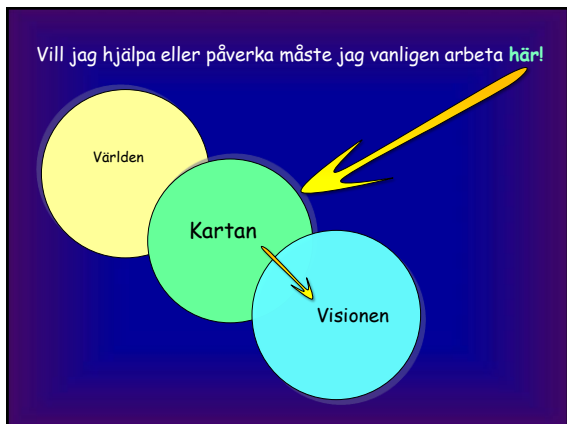 Vill jag hjälpa eller påverka måste jag vanligen arbeta här!
Världen
Kartan
Visionen